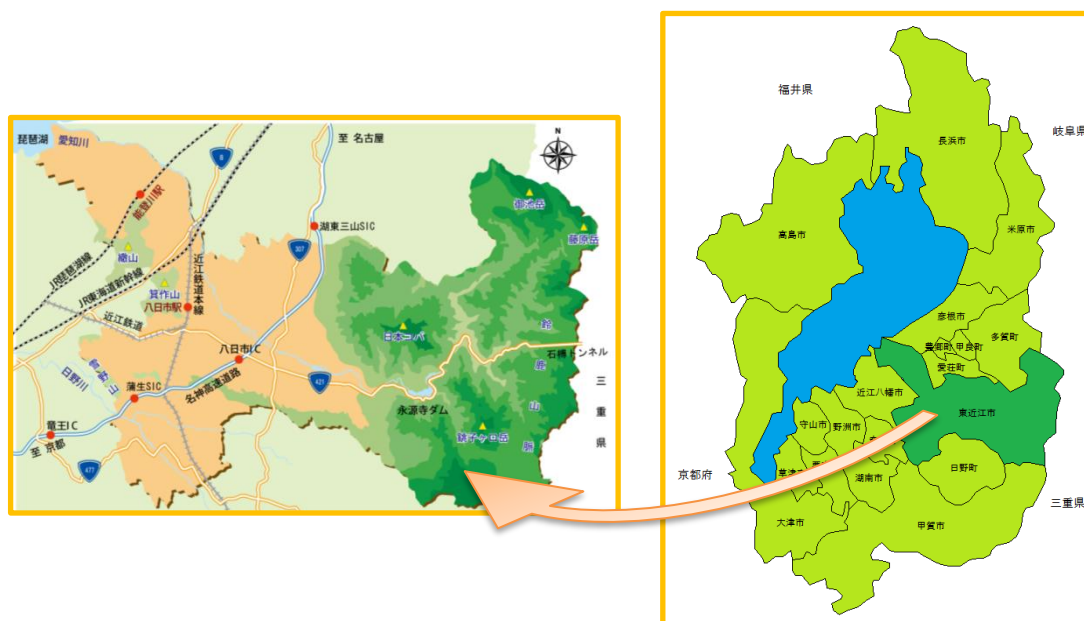 琵琶湖
愛知川
至 名古屋
N
8
能登川駅
御池岳
湖東三山SIC
藤原岳
307
繖山
JR琵琶湖線
JR東海道新幹線
箕作山
八日市駅
近江鉄道本線
近江鉄道
日本コバ
鈴鹿山脈
石榑トンネル
八日市IC
421
三重県
日野川
蒲生SIC
名神高速道路
永源寺ダム
銚子ヶ口岳
竜王IC
至 京都
477
福井県
岐阜県
長浜市
米原市
高島市
彦根市
多賀町
豊郷町
甲良町
愛荘町
近江八幡市
東近江市
守山市
野洲市
日野町
湖南市
京都府
三重県
大津市
甲賀市